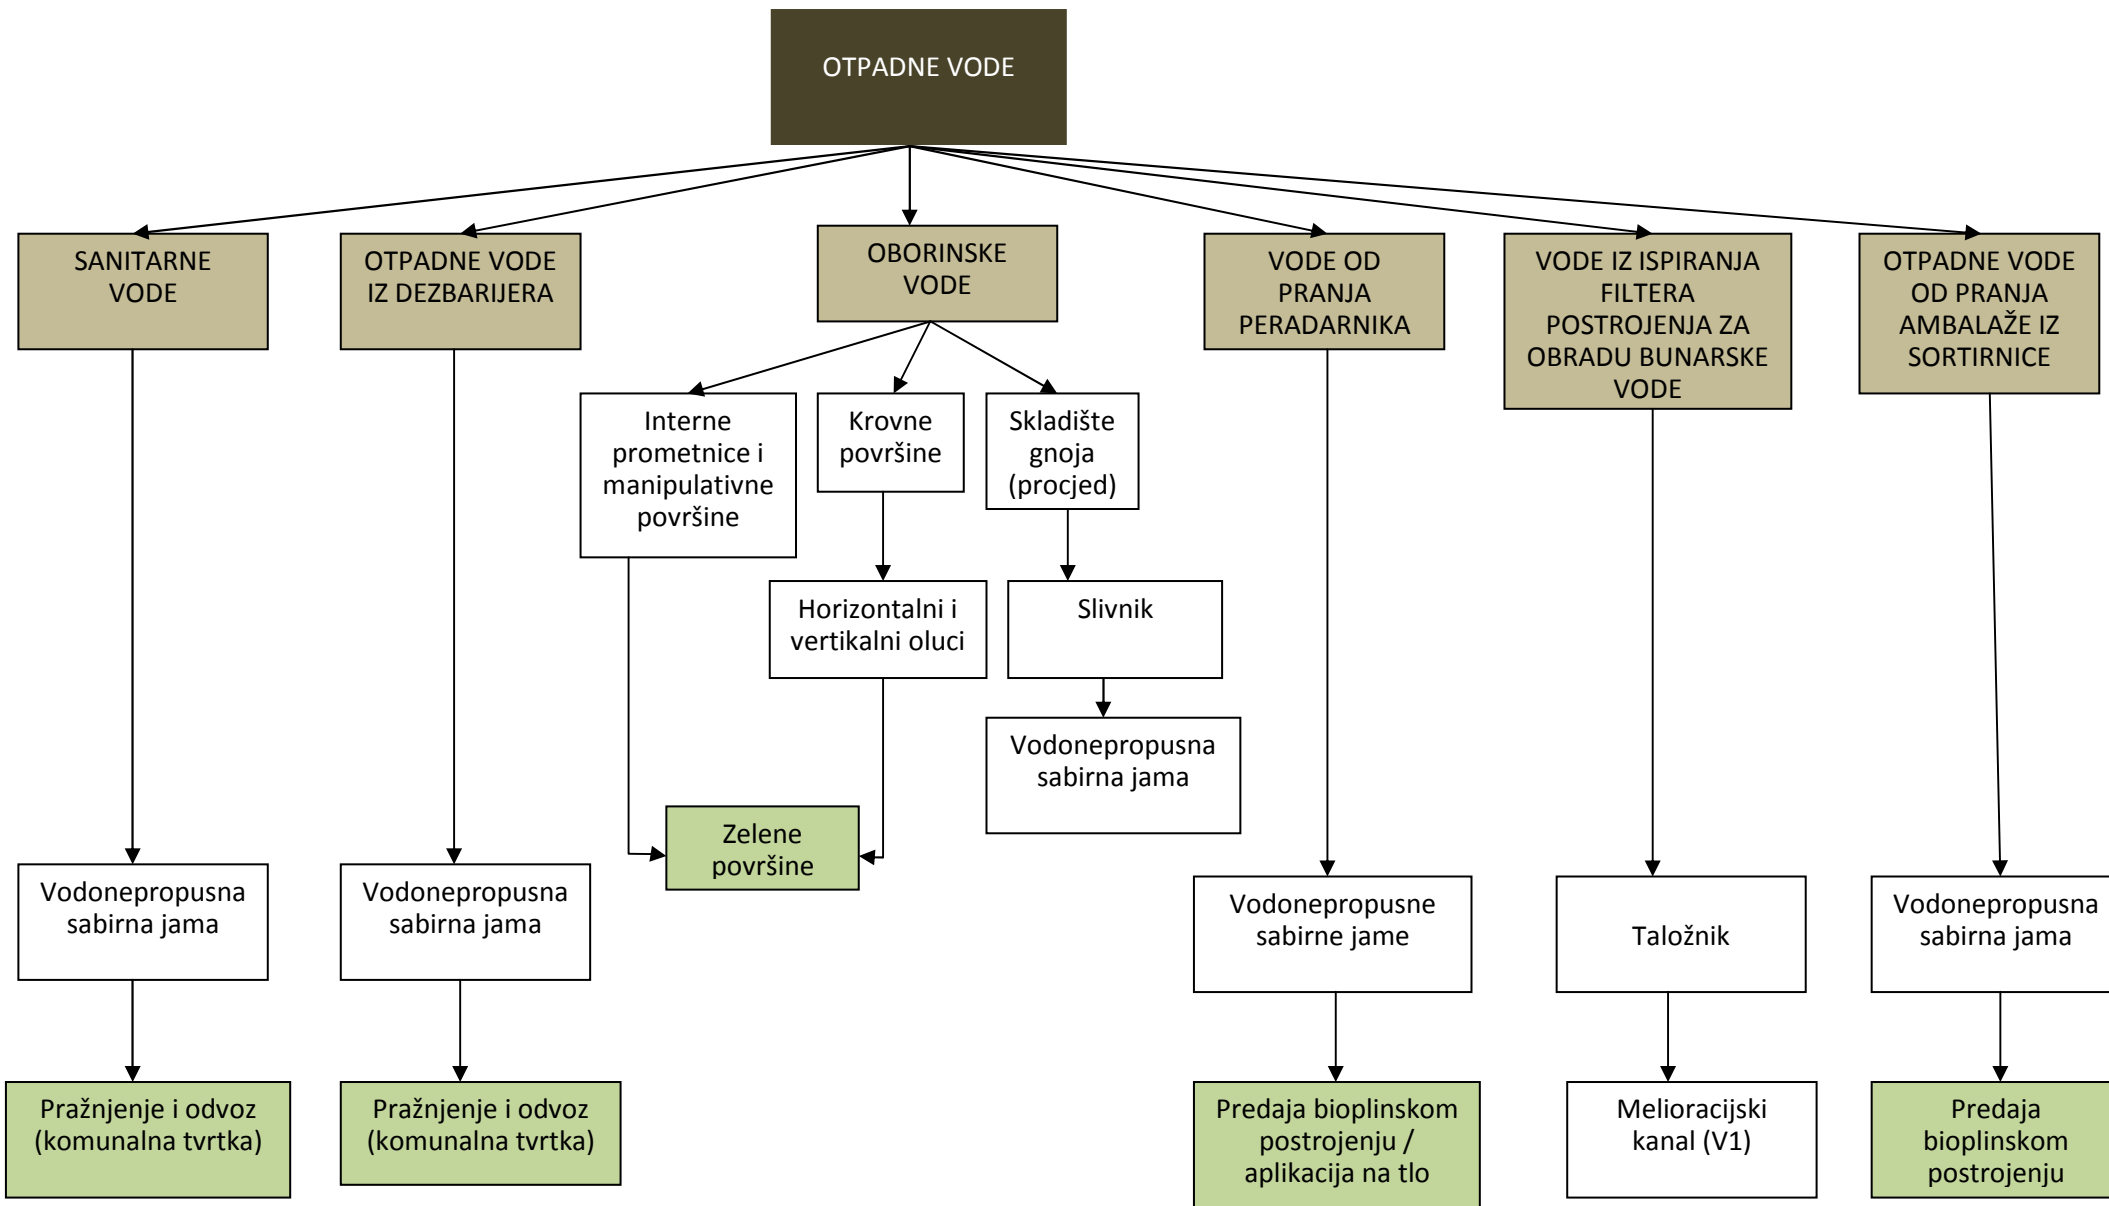 OTPADNE VODE
SANITARNE
VODE
OTPADNE VODE
IZ DEZBARIJERA
OBORINSKE
VODE
VODE OD
PRANJA
PERADARNIKA
VODE IZ ISPIRANJA
FILTERA
POSTROJENJA ZA
OBRADU BUNARSKE
VODE
OTPADNE VODE
OD PRANJA
AMBALAŽE IZ
SORTIRNICE
Interne
prometnice i
manipulativne
površine
Krovne
površine
Skladište
gnoja
(procjed)
Horizontalni i
vertikalni oluci
Slivnik
Vodonepropusna
sabirna jama
Zelene
površine
Vodonepropusna
sabirna jama
Vodonepropusna
sabirna jama
Vodonepropusne
sabirne jame
Taložnik
Vodonepropusna
sabirna jama
Pražnjenje i odvoz
(komunalna tvrtka)
Pražnjenje i odvoz
(komunalna tvrtka)
Predaja bioplinskom
postrojenju /
aplikacija na tlo
Melioracijski
kanal (V1)
Predaja
bioplinskom
postrojenju